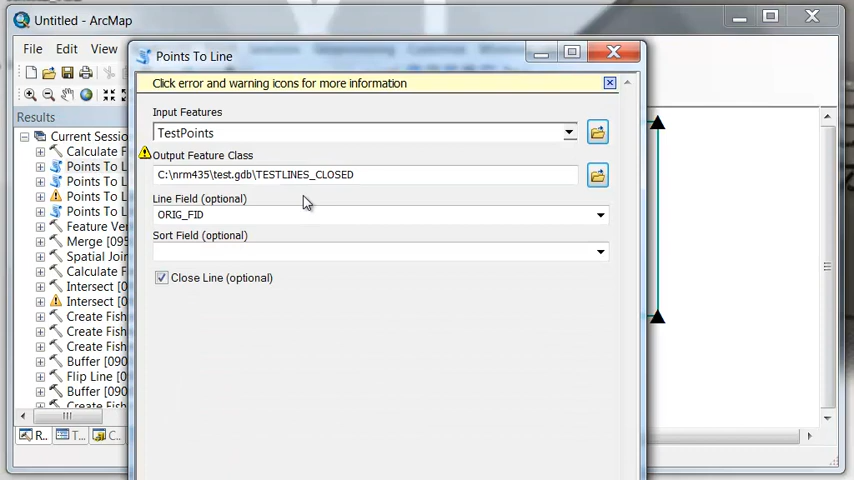 Untitled - ArcMap
File Edit View
Points To Line
Click error and warning icons for more information
Results
Current Sessio
Calculate F
Points To L
Points To L
Points To L
Points To L
Feature Ver
Merge [095
Spatial Join
Calculate F
Intersect [0
Intersect [0
Create Fish
Create Fish
Create Fish
Buffer [090
Flip Line [0
Buffer [090
Create Fish
R..
T...
C..
Input Features
TestPoints
Output Feature Class
C:\nrm435\test.gdb\TESTLINES_CLOSED
Line Field (optional)
ORIG_FID
Sort Field (optional)
Close Line (optional)